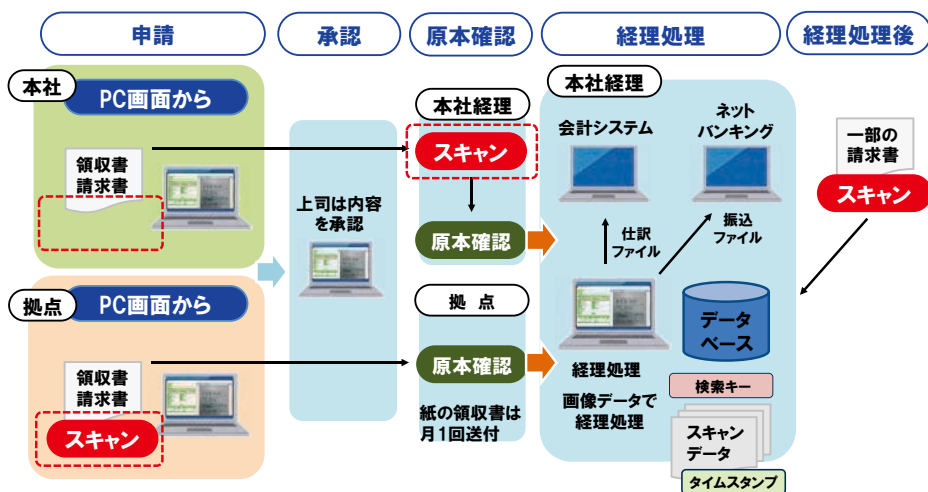 申請
承認
原本確認
経理処理
経理処理後
本社
PC画面から
領収書
請求書
拠点
PC画面から
領収書
請求書
スキャン
上司は内容
を承認
本社経理
スキャン
原本確認
拠 点
原本確認
紙の領収書は
月1回送付
本社経理
会計システム
ネット
バンキング
仕訳
ファイル
振込
ファイル
経理処理
画像データで
経理処理
データ
ベース
検索キー
スキャン
データ
タイムスタンプ
一部の
請求書
スキャン